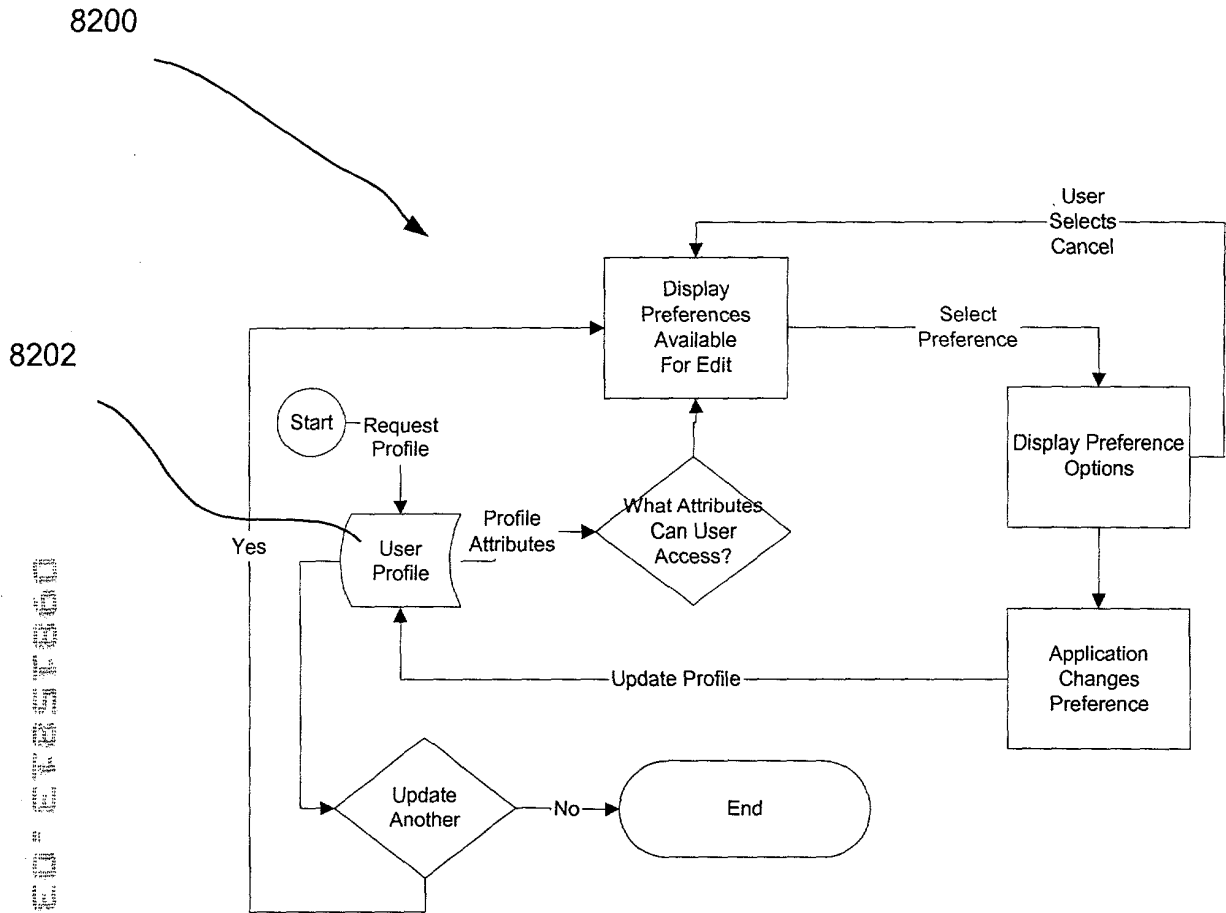 8200
User
Selects
Cancel
Display
Preferences
Available
For Edit
Select
Preference
8202
Start
Request
Profile
Display Preference
Options
What Attributes
Can User
Access?
Profile
Attributes
User
Profile
Yes
Application
Changes
Preference
Update Profile
Update
Another
No
End